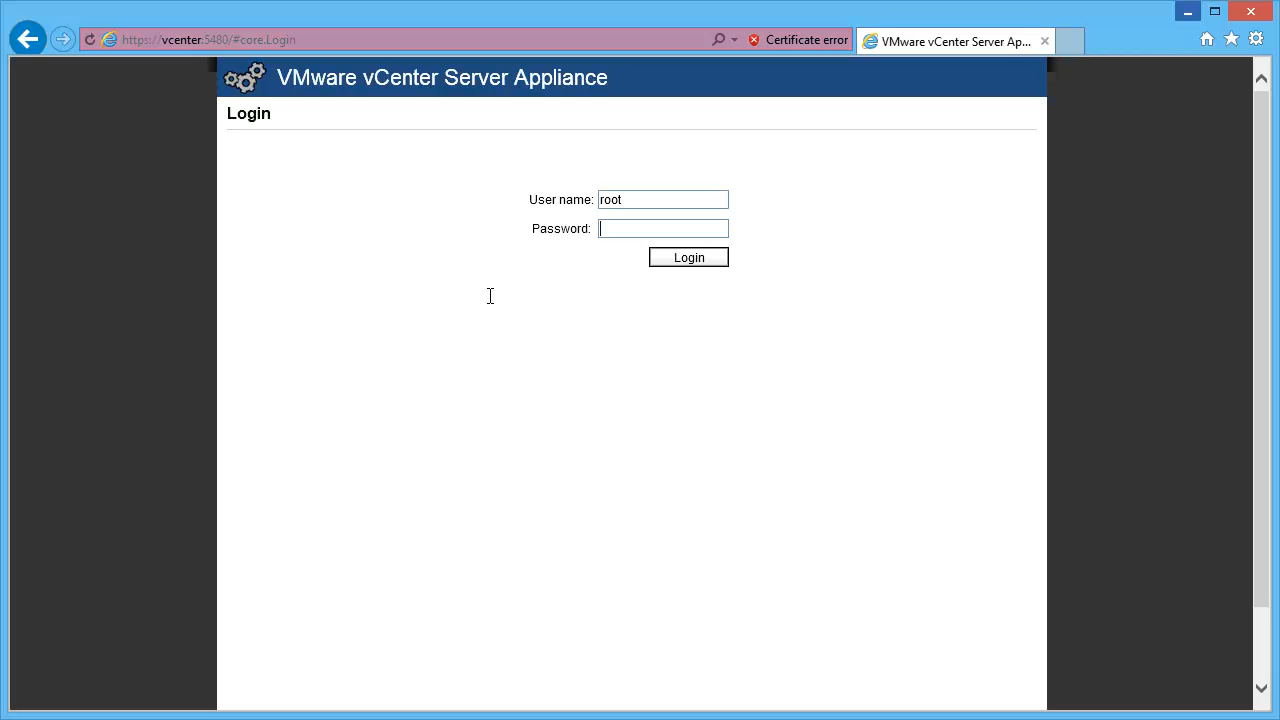 https://vcenter:5480/#core.Login
Certificate error
VMware vCenter Server Ap...
VMware vCenter Server Appliance
Login
User name: root
Password:
Login